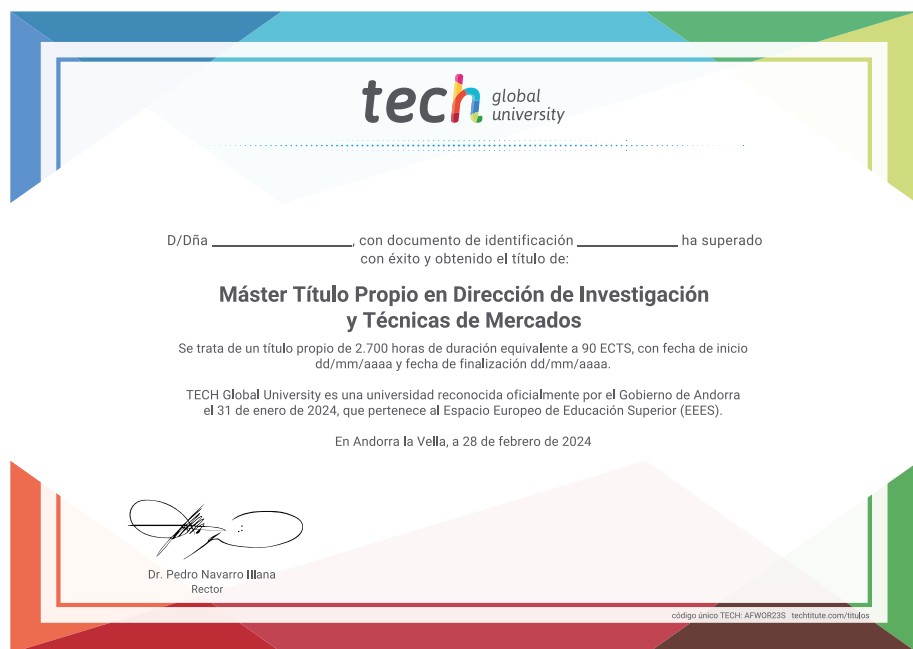 tech global university
D/Dña ________________, con documento de identificación ___________ ha superado
con éxito y obtenido el título de:
Máster Título Propio en Dirección de Investigación
y Técnicas de Mercados
Se trata de un título propio de 2.700 horas de duración equivalente a 90 ECTS, con fecha de inicio
dd/mm/aaaa y fecha de finalización dd/mm/aaaa.
TECH Global University es una universidad reconocida oficialmente por el Gobierno de Andorra
el 31 de enero de 2024, que pertenece al Espacio Europeo de Educación Superior (EEES).
En Andorra la Vella, a 28 de febrero de 2024
Dr. Pedro Navarro Illana
Rector
código único TECH: AFWOR23S techtitute.com/titulos